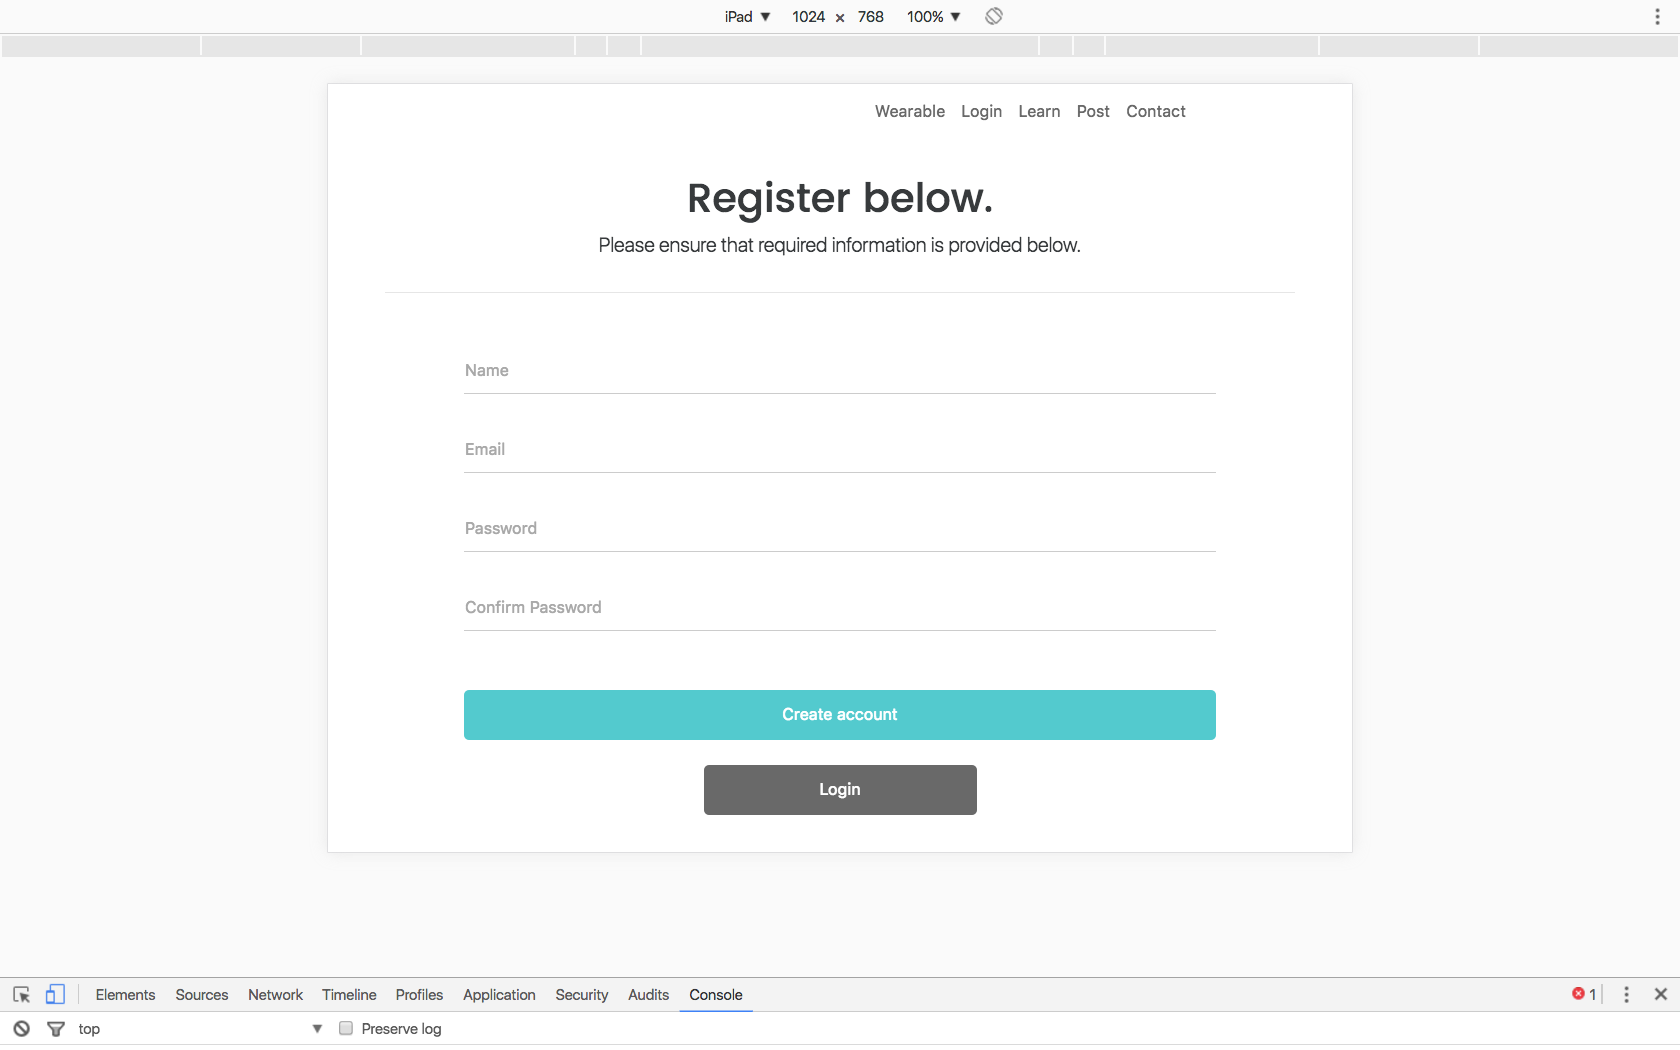 iPad ▼ 1024 × 768 100% ▼
Wearable Login Learn Post Contact
Register below.
Please ensure that required information is provided below.
Name
Email
Password
Confirm Password
Create account
Login
Elements Sources Network Timeline Profiles Application Security Audits Console 1
top ▼ Preserve log